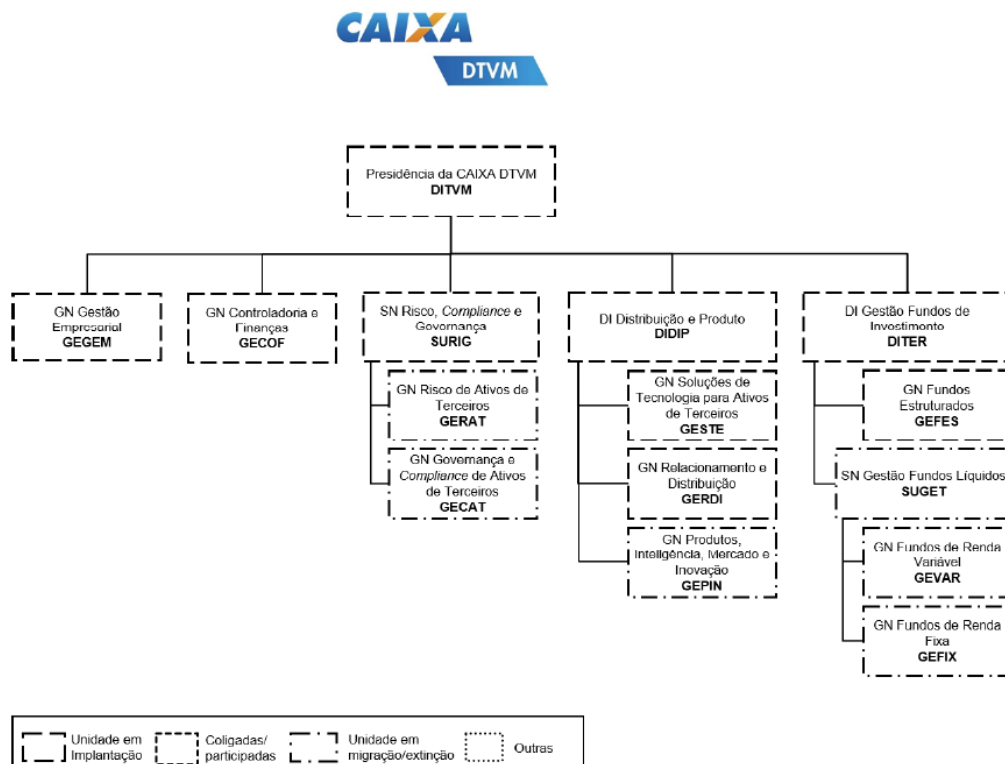 CAIXA
DTVM
Presidência da CAIXA DTVM
DITVM
GN Gestão
Empresarial
GEGEM
GN Controladoria e
Finanças
GECOF
SN Risco, Compliance e
Governança
SURIG
DI Distribuição e Produto
DIDIP
DI Gestão Fundos de
Investimento
DITER
GN Risco de Ativos de
Terceiros
GERAT
GN Governança e
Compliance de Ativos
de Terceiros
GECAT
GN Soluções de
Tecnologia para Ativos
de Terceiros
GESTE
GN Relacionamento e
Distribuição
GERDI
GN Produtos,
Inteligência, Mercado e
Inovação
GEPIN
GN Fundos
Estruturados
GEFES
SN Gestão Fundos Líquidos
SUGET
GN Fundos de Renda
Variável
GEVAR
GN Fundos de Renda
Fixa
GEFIX
Unidade em
Implantação
Coligadas/
participadas
Unidade em
migração/extinção
Outras